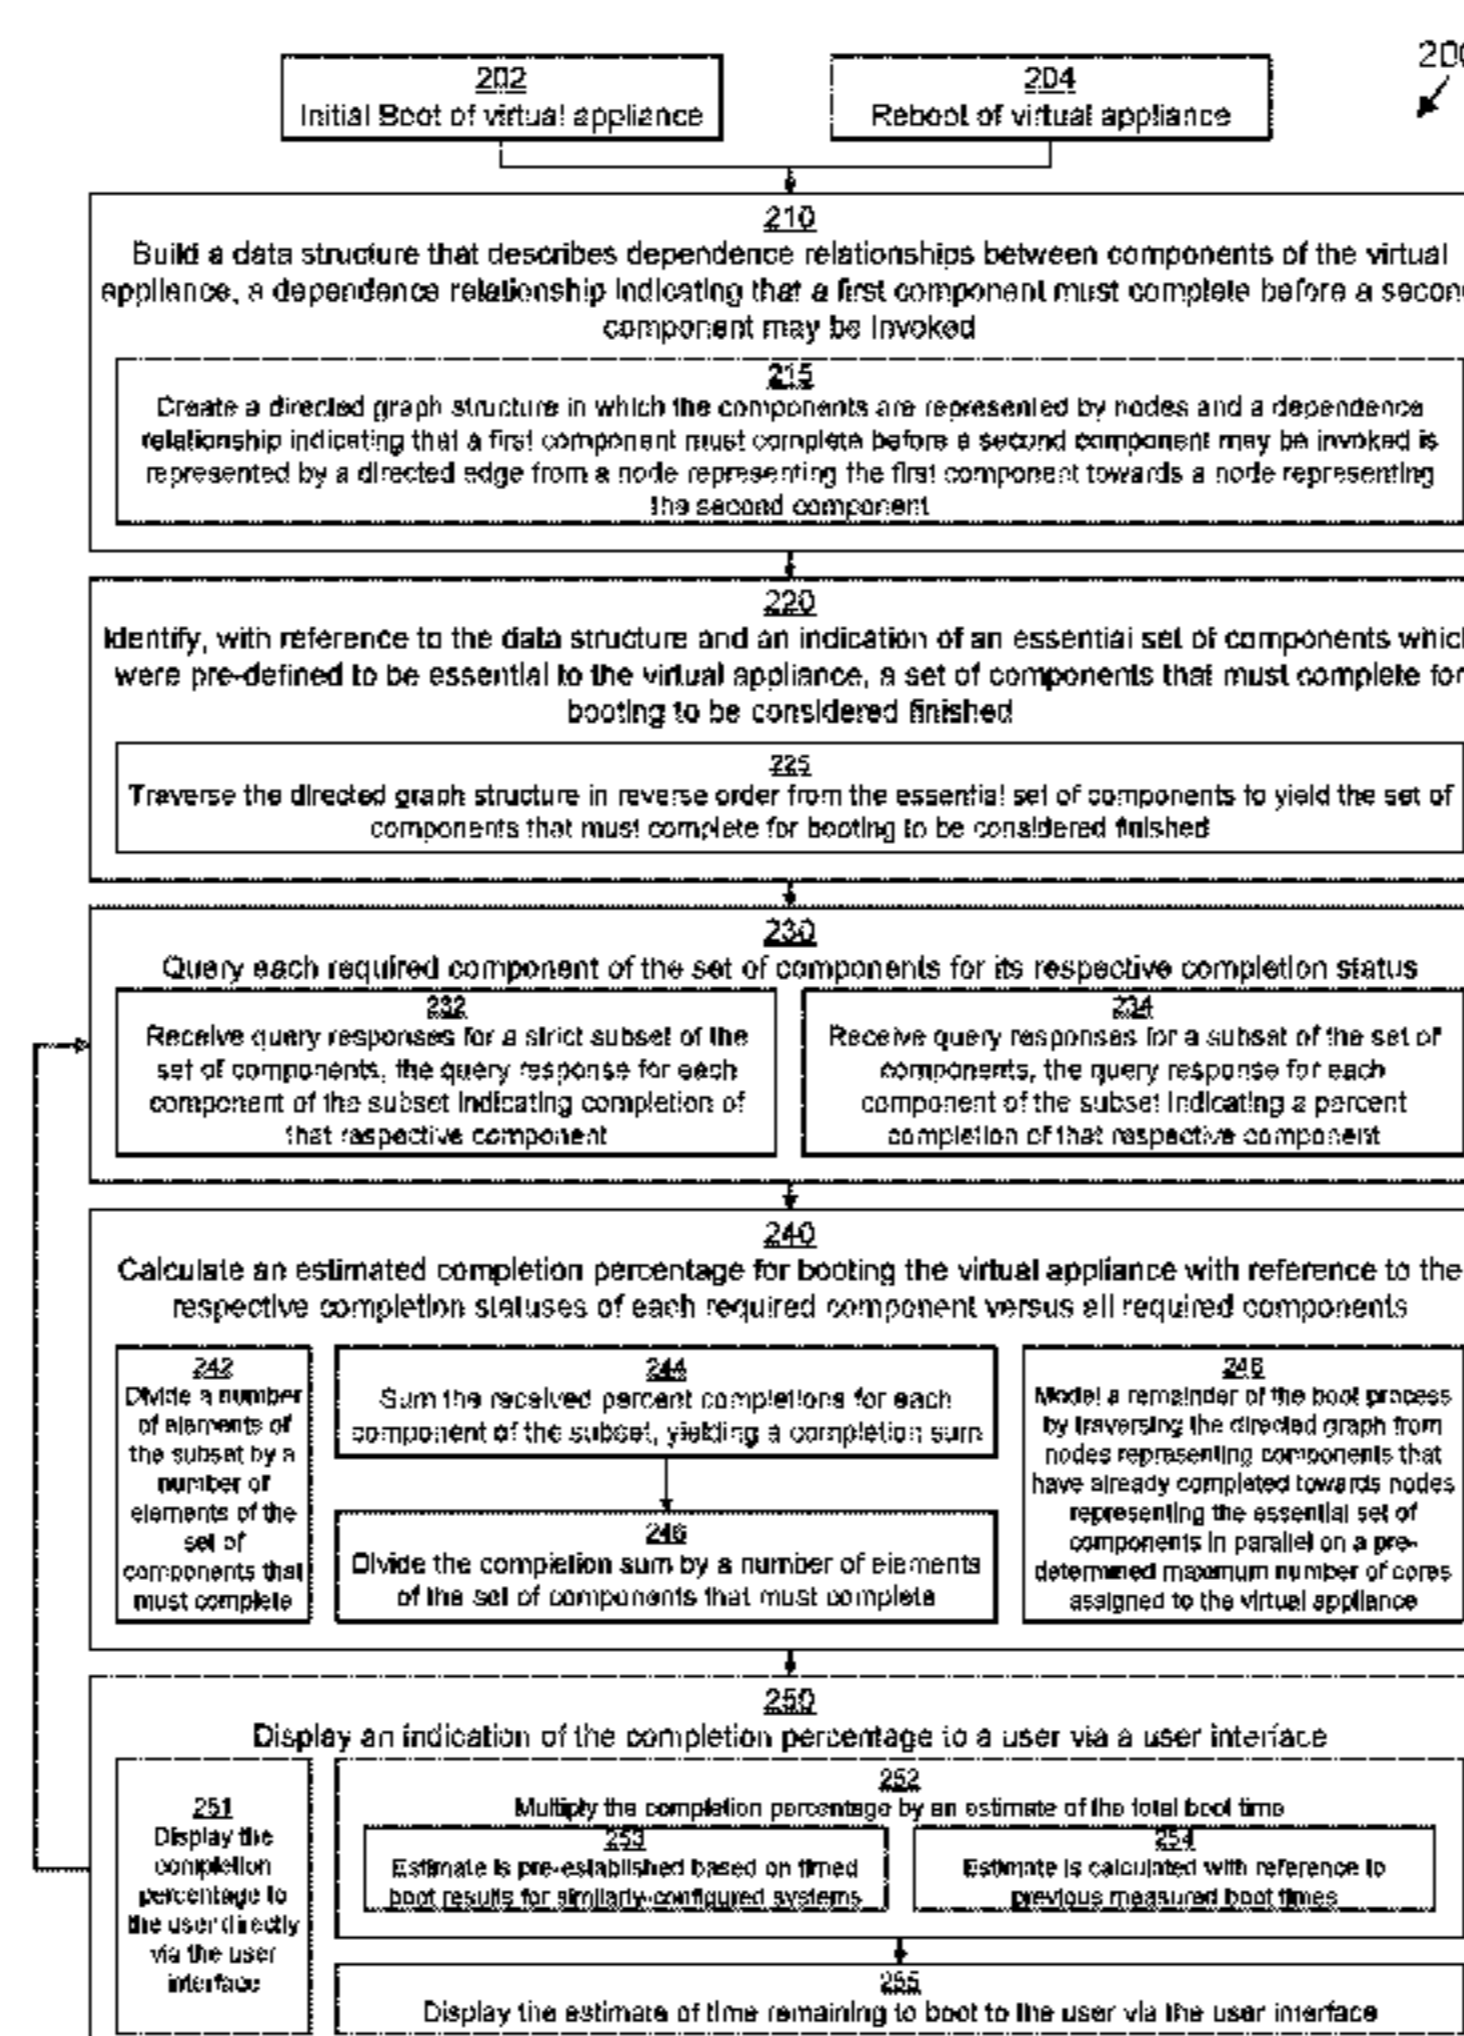 202
Initial Boot of virtual appliance
204
Reboot of virtual appliance
200
210
Build a data structure that describes dependence relationships between components of the virtual
appliance, a dependence relationship indicating that a first component must complete before a second
component may be invoked
215
Create a directed graph structure in which the components are represented by nodes and a dependence
relationship indicating that a first component must complete before a second component may be invoked is
represented by a directed edge from a node representing the first component towards a node representing
the second component
220
Identify, with reference to the data structure and an indication of an essential set of components which
were pre-defined to be essential to the virtual appliance, a set of components that must complete for
booting to be considered finished
225
Traverse the directed graph structure in reverse order from the essential set of components to yield the set of
components that must complete for booting to be considered finished
230
Query each required component of the set of components for its respective completion status
232
Receive query responses for a strict subset of the
set of components, the query response for each
component of the subset indicating completion of
that respective component
234
Receive query responses for a subset of the set of
components, the query response for each
component of the subset indicating a percent
completion of that respective component
240
Calculate an estimated completion percentage for booting the virtual appliance with reference to the
respective completion statuses of each required component versus all required components
242
Divide a number
of elements of
the subset by a
number of
elements of the
set of
components that
must complete
244
Sum the received percent completions for each
component of the subset, yielding a completion sum
246
Divide the completion sum by a number of elements
of the set of components that must complete
248
Model a remainder of the boot process
by traversing the directed graph from
nodes representing components that
have already completed towards nodes
representing the essential set of
components in parallel on a pre-
determined maximum number of cores
assigned to the virtual appliance
250
Display an indication of the completion percentage to a user via a user interface
251
Display the
completion
percentage to
the user directly
via the user
interface
252
Multiply the completion percentage by an estimate of the total boot time
253
Estimate is pre-established based on timed
boot results for similarly-configured systems
254
Estimate is calculated with reference to
previous measured boot times
255
Display the estimate of time remaining to boot to the user via the user interface